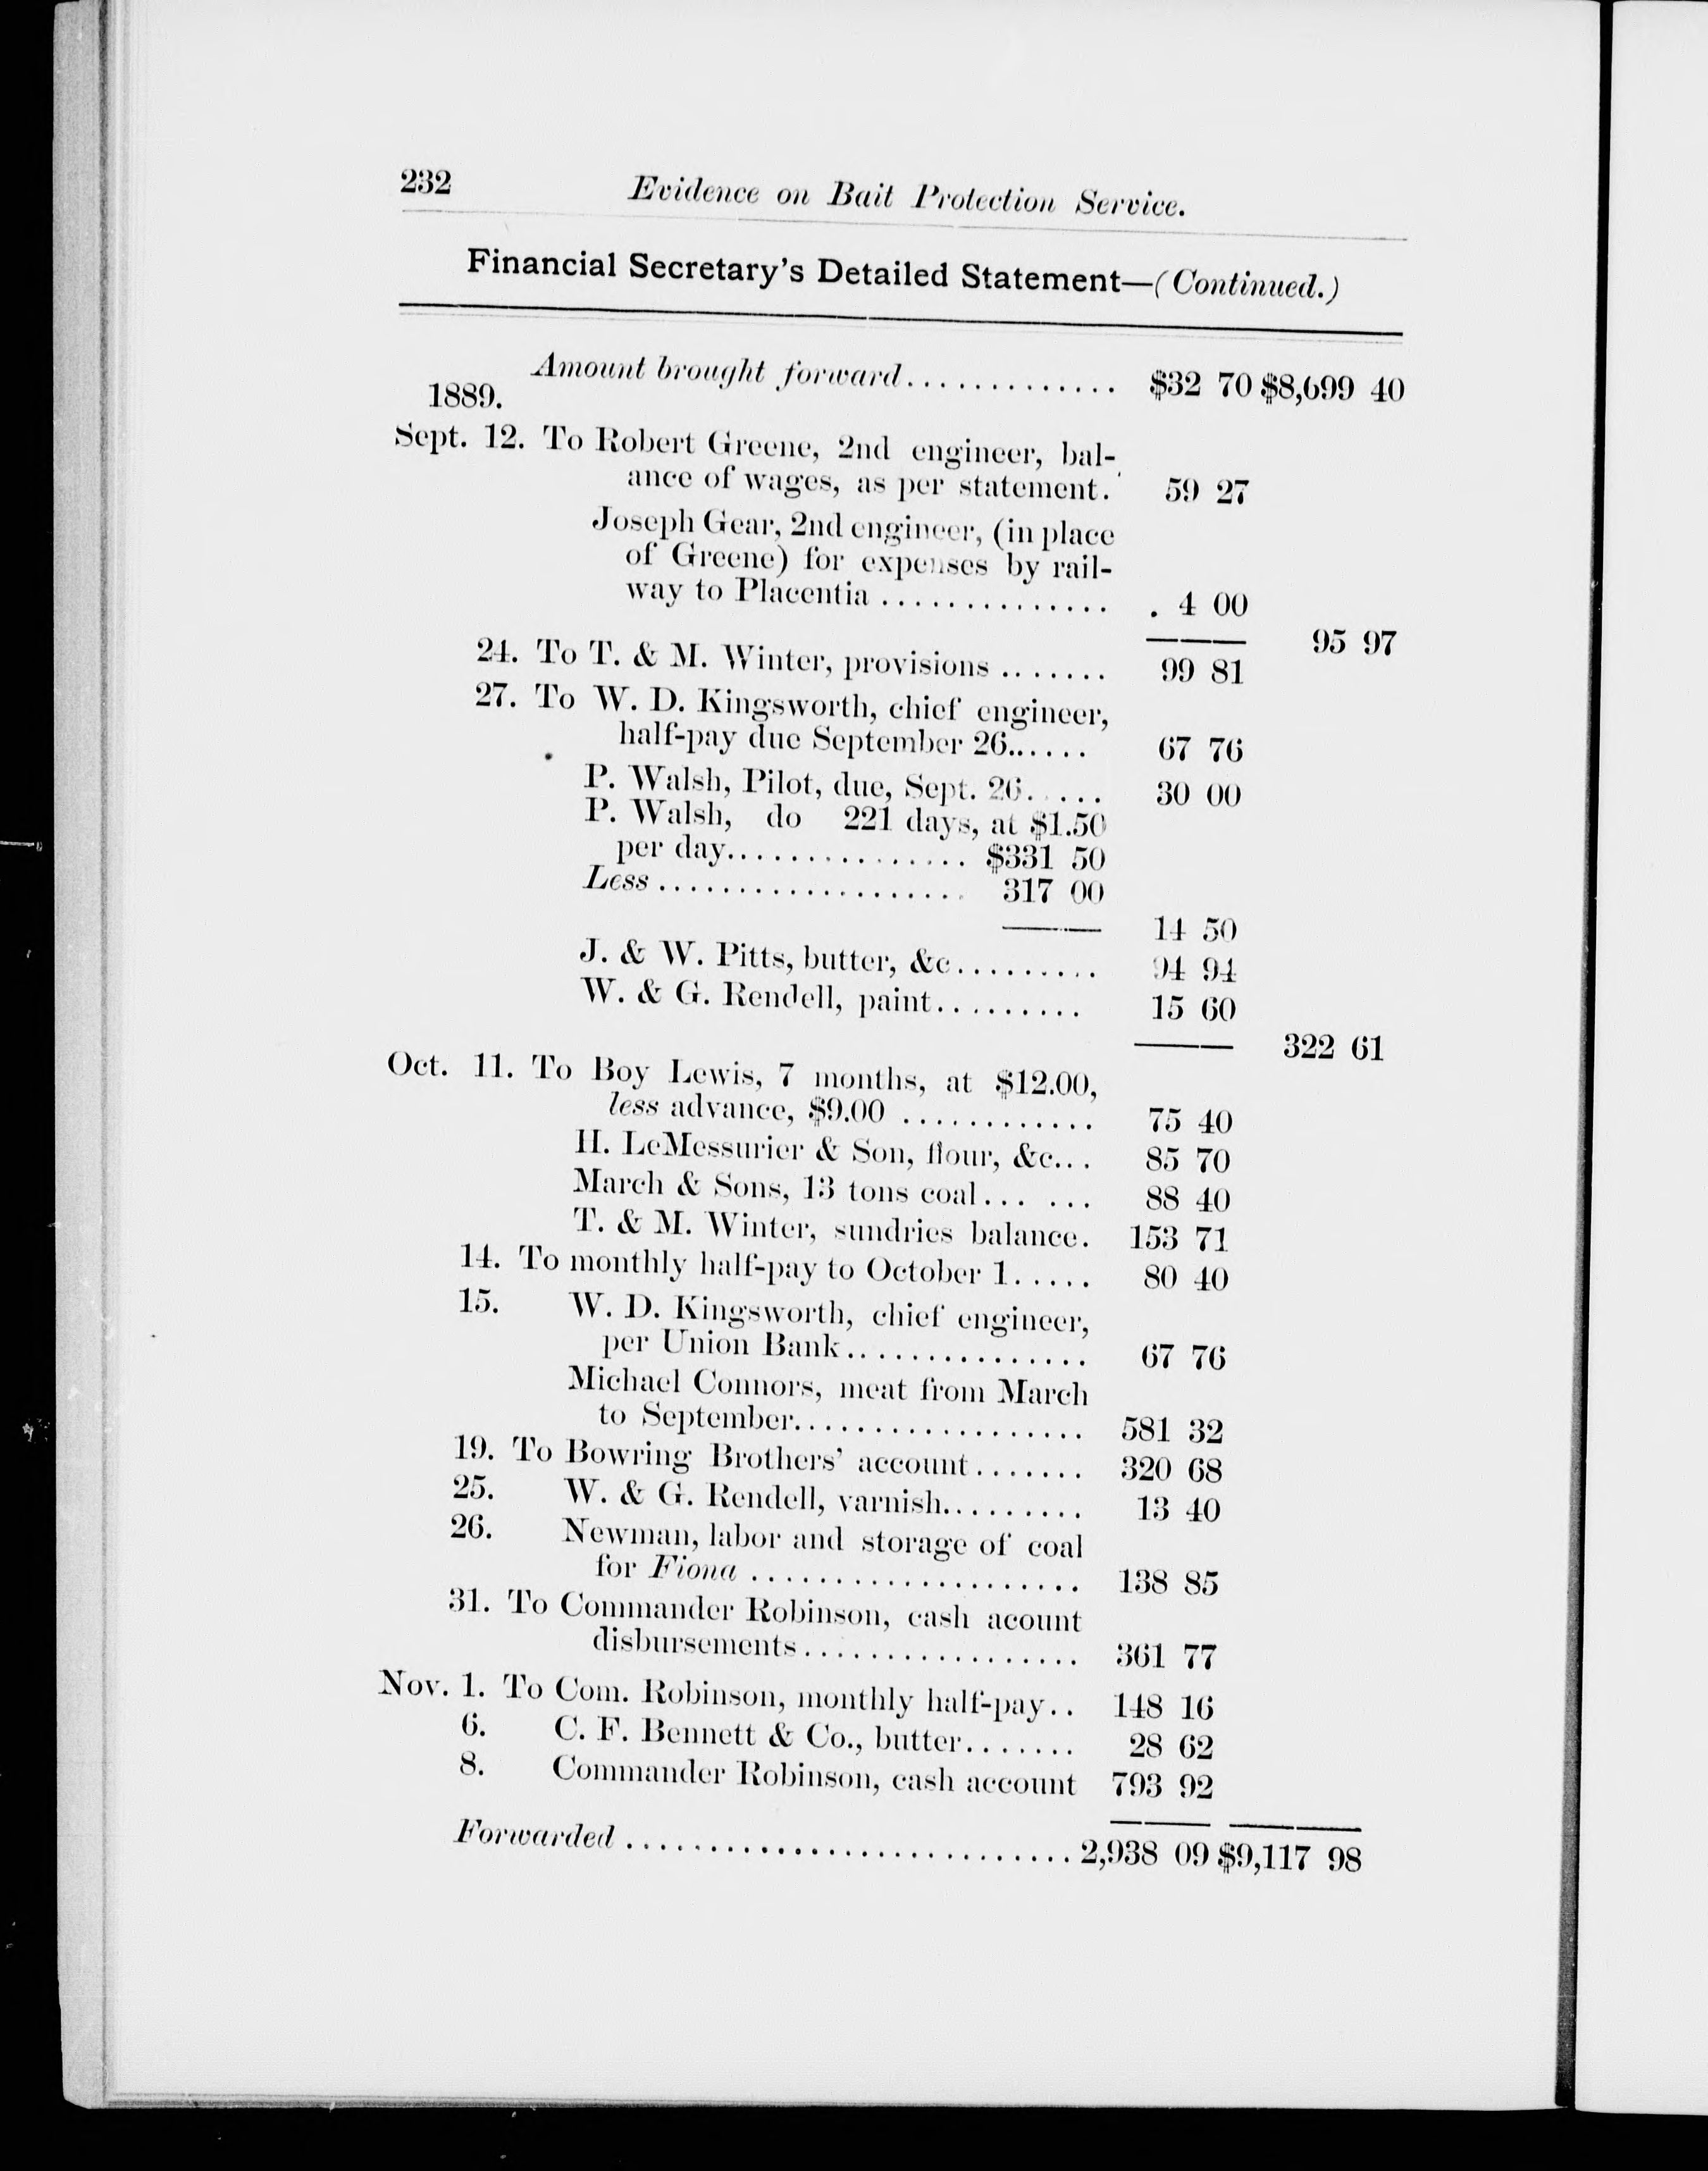 232 Evidence on Bait Protection Service.
Financial Secretary's Detailed Statement—(Continued.)
Amount brought forward............. $32 70 $8,699 40
1889.
Sept. 12. To Robert Greene, 2nd engineer, bal-
ance of wages, as per statement. 59 27
Joseph Gear, 2nd engineer, (in place
of Greene) for expenses by rail-
way to Placentia .............. . 4 00
95 97
24. To T. & M. Winter, provisions ....... 99 81
27. To W. D. Kingsworth, chief engineer,
half-pay due September 26...... 67 76
P. Walsh, Pilot, due, Sept. 26..... 30 00
P. Walsh, do 221 days, at $1.50
per day............... $331 50
Less ................... 317 00
14 50
J. & W. Pitts, butter, &c......... 94 94
W. & G. Rendell, paint......... 15 60
322 61
Oct. 11. To Boy Lewis, 7 months, at $12.00,
less advance, $9.00 ............ 75 40
H. LeMessurier & Son, flour, &c... 85 70
March & Sons, 13 tons coal... ... 88 40
T. & M. Winter, sundries balance. 153 71
14. To monthly half-pay to October 1..... 80 40
15. W. D. Kingsworth, chief engineer,
per Union Bank............... 67 76
Michael Connors, meat from March
to September.................. 581 32
19. To Bowring Brothers' account....... 320 68
25. W. & G. Rendell, varnish......... 13 40
26. Newman, labor and storage of coal
for Fiona .................... 138 85
31. To Commander Robinson, cash acount
disbursements................. 361 77
Nov. 1. To Com. Robinson, monthly half-pay.. 148 16
6. C. F. Bennett & Co., butter....... 28 62
8. Commander Robinson, cash account 793 92
Forwarded ............................ 2,938 09 $9,117 98